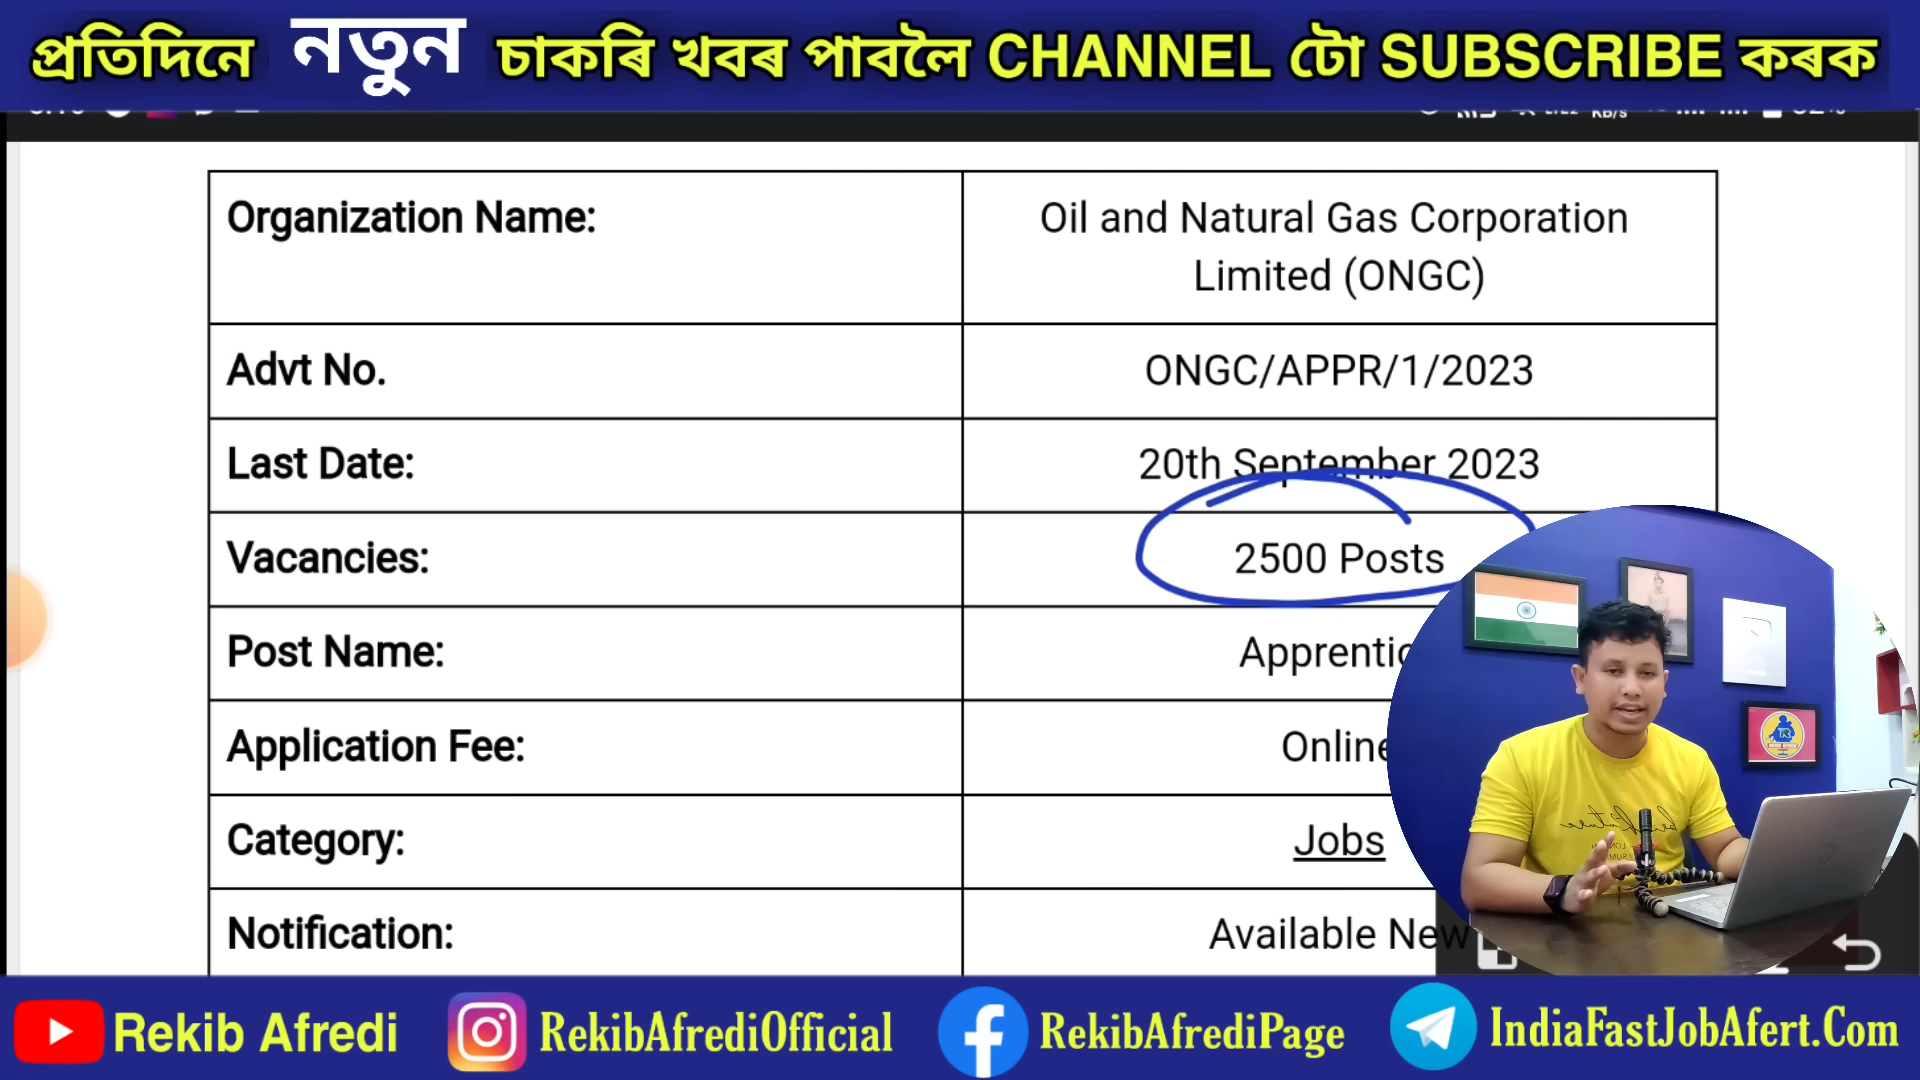 প্ৰতিদিনে নতুন চাকৰি খবৰ পাবলৈ CHANNEL টো SUBSCRIBE কৰক
KB/s
Organization Name:
Oil and Natural Gas Corporation
Limited (ONGC)
Advt No.
ONGC/APPR/1/2023
Last Date:
20th September 2023
Vacancies:
2500 Posts
Post Name:
Application Fee:
Online
Category:
Jobs
Notification:
Available New
Rekib Afredi
RekibAfrediOfficial
RekibAfrediPage
IndiaFastJobAfert.Com